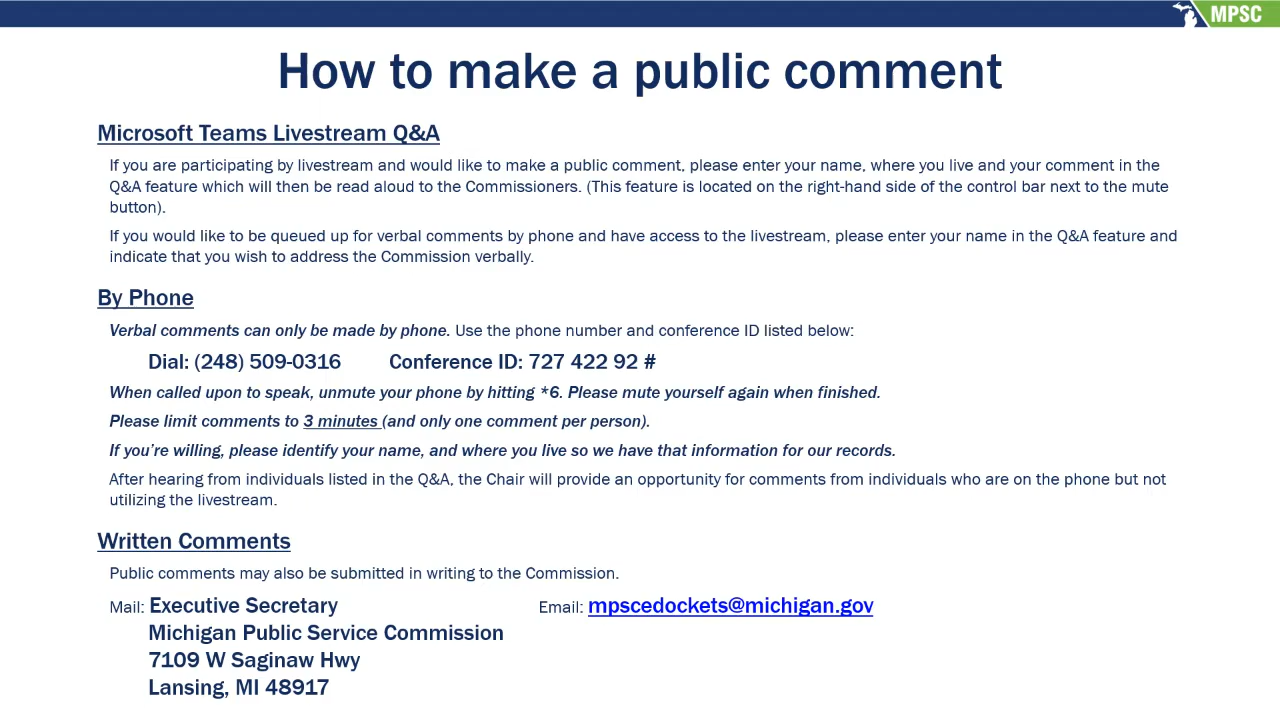 MPSC
How to make a public comment
Microsoft Teams Livestream Q&A
If you are participating by livestream and would like to make a public comment, please enter your name, where you live and your comment in the
Q&A feature which will then be read aloud to the Commissioners. (This feature is located on the right-hand side of the control bar next to the mute
button).
If you would like to be queued up for verbal comments by phone and have access to the livestream, please enter your name in the Q&A feature and
indicate that you wish to address the Commission verbally.
By Phone
Verbal comments can only be made by phone. Use the phone number and conference ID listed below:
Dial: (248) 509-0316 Conference ID: 727 422 92 #
When called upon to speak, unmute your phone by hitting *6. Please mute yourself again when finished.
Please limit comments to 3 minutes (and only one comment per person).
If you’re willing, please identify your name, and where you live so we have that information for our records.
After hearing from individuals listed in the Q&A, the Chair will provide an opportunity for comments from individuals who are on the phone but not
utilizing the livestream.
Written Comments
Public comments may also be submitted in writing to the Commission.
Mail: Executive Secretary Email: mpscedockets@michigan.gov
Michigan Public Service Commission
7109 W Saginaw Hwy
Lansing, MI 48917